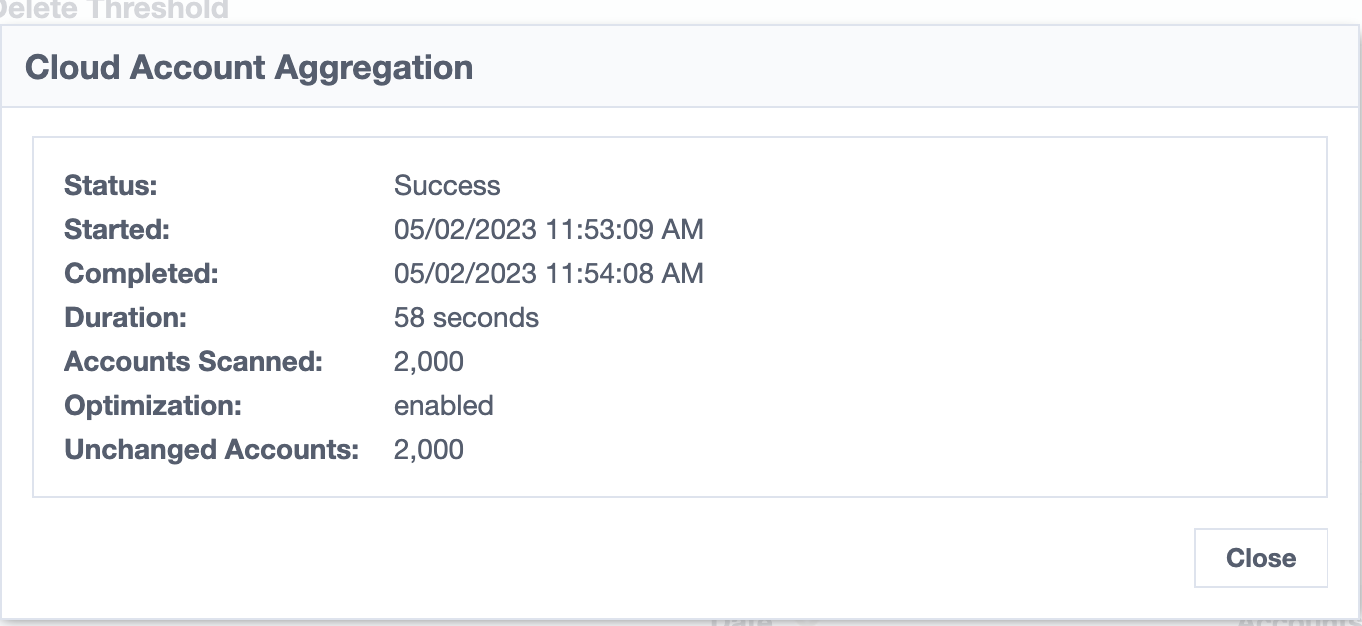 Delete Threshold
Cloud Account Aggregation
Status: Success
Started: 05/02/2023 11:53:09 AM
Completed: 05/02/2023 11:54:08 AM
Duration: 58 seconds
Accounts Scanned: 2,000
Optimization: enabled
Unchanged Accounts: 2,000
Close
Date Accounts